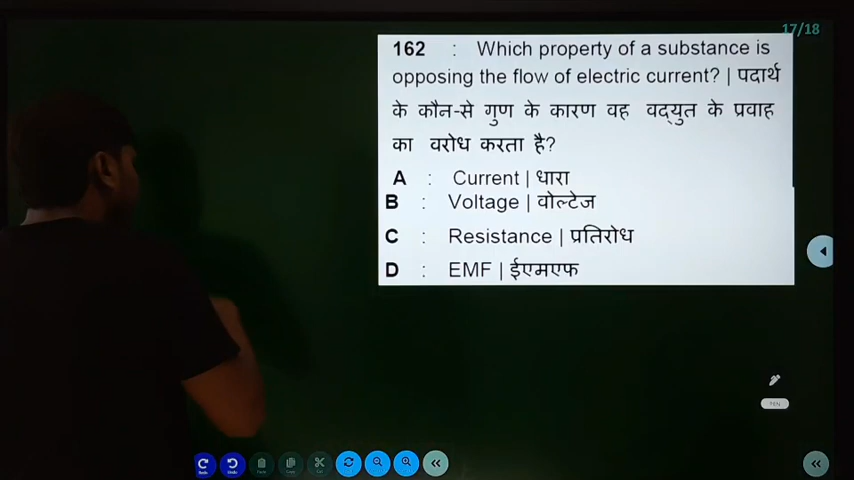 17/18
162 : Which property of a substance is
opposing the flow of electric current? | पदार्थ
के कौन-से गुण के कारण वह वद्युत के प्रवाह
का वरोध करता है?
A : Current | धारा
B : Voltage | वोल्टेज
C : Resistance | प्रतिरोध
D : EMF | ईएमएफ